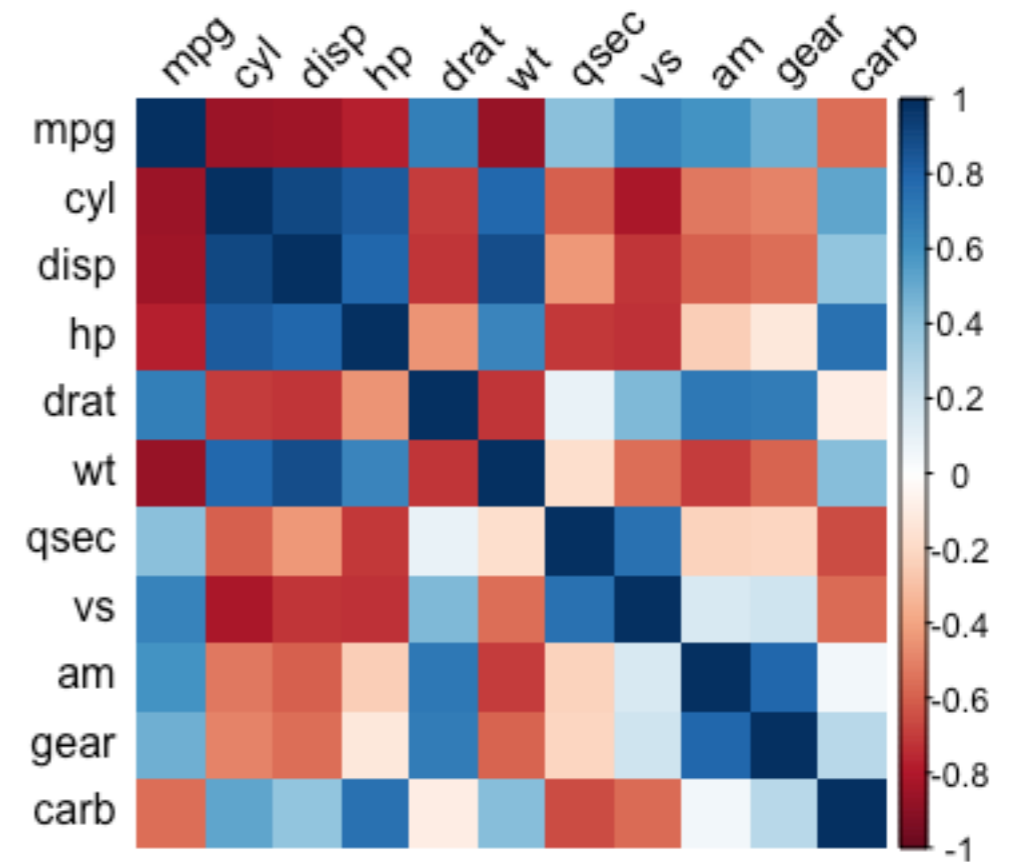 mpg cyl disp hp drat wt qsec vs am gear carb
mpg
cyl
disp
hp
drat
wt
qsec
vs
am
gear
carb
1
0.8
0.6
0.4
0.2
0
-0.2
-0.4
-0.6
-0.8
-1